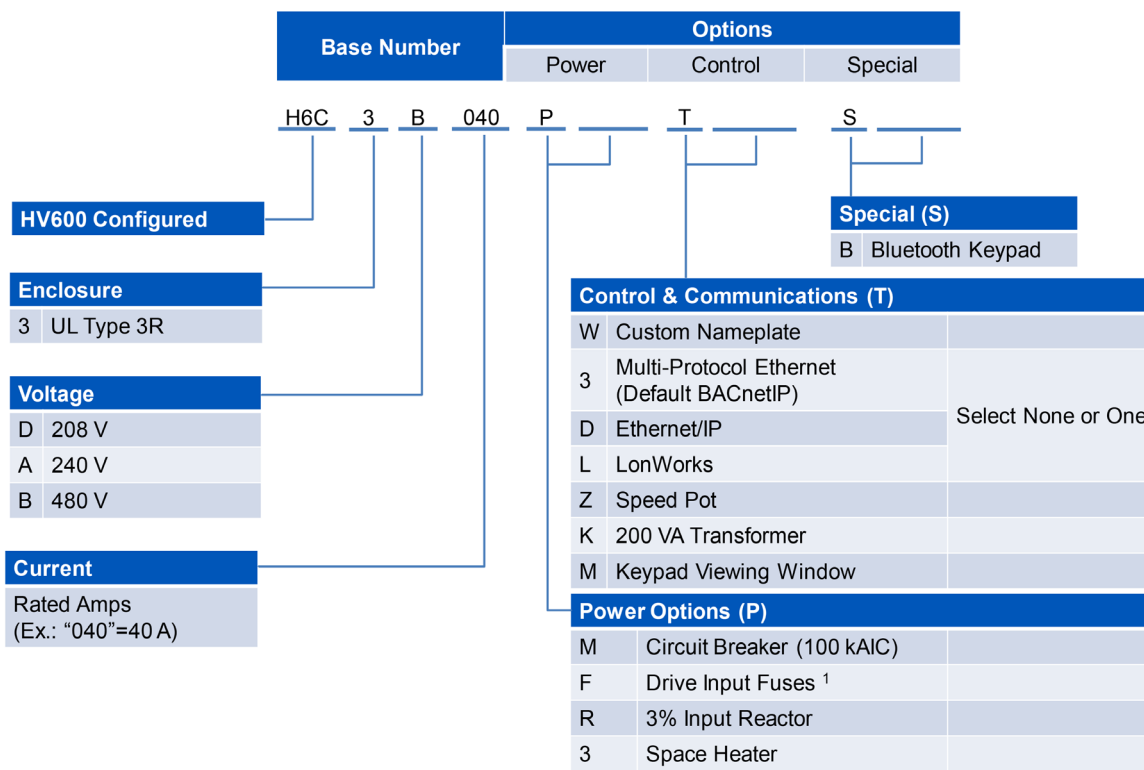 Base Number
Options
Power Control Special
H6C 3 B 040 P T S
HV600 Configured
Special (S)
B Bluetooth Keypad
Enclosure
3 UL Type 3R
Control & Communications (T)
W Custom Nameplate
3 Multi-Protocol Ethernet
(Default BACnetIP)
Select None or One
D Ethernet/IP
L LonWorks
Z Speed Pot
K 200 VA Transformer
M Keypad Viewing Window
Voltage
D 208 V
A 240 V
B 480 V
Current
Rated Amps
(Ex.: “040”=40 A)
Power Options (P)
M Circuit Breaker (100 kAIC)
F Drive Input Fuses ¹
R 3% Input Reactor
3 Space Heater